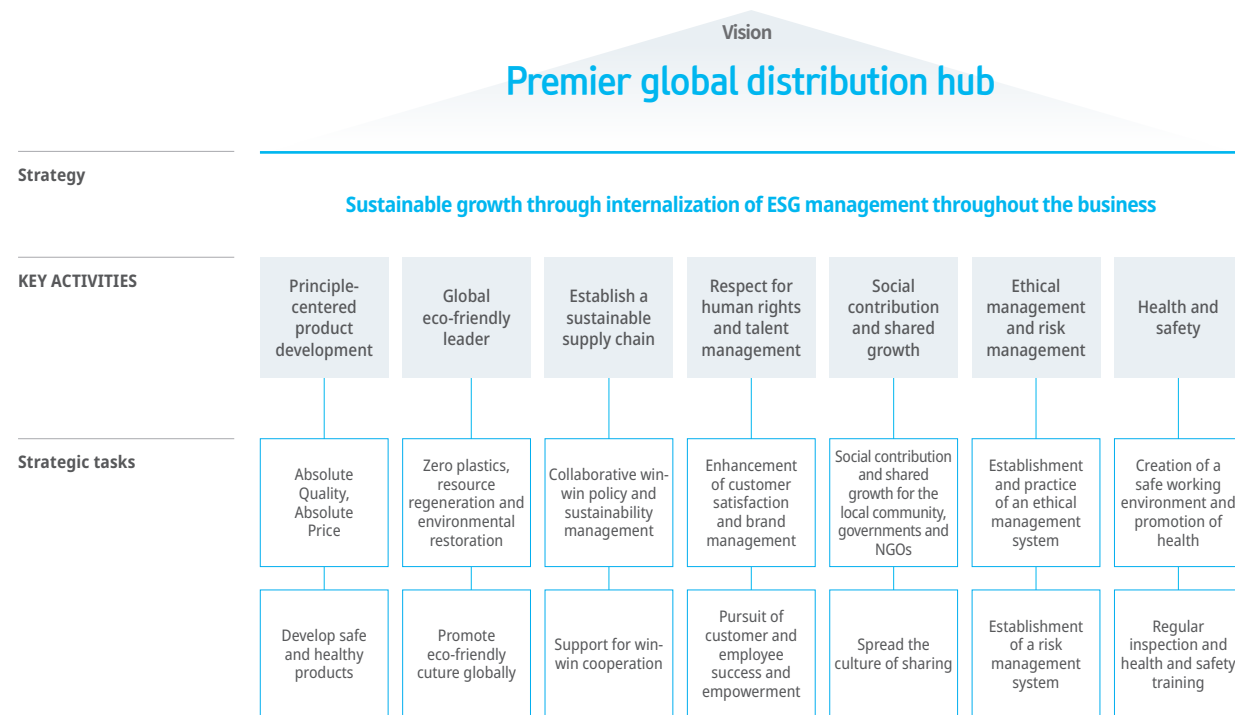 Vision
Premier global distribution hub
Strategy
Sustainable growth through internalization of ESG management throughout the business
KEY ACTIVITIES
Principle-
centered
product
development
Global
eco-friendly
leader
Establish a
sustainable
supply chain
Respect for
human rights
and talent
management
Social
contribution
and shared
growth
Ethical
management
and risk
management
Health and
safety
Strategic tasks
Absolute
Quality,
Absolute
Price
Zero plastics,
resource
regeneration and
environmental
restoration
Collaborative win-
win policy and
sustainability
management
Enhancement
of customer
satisfaction
and brand
management
Social contribution
and shared
growth for the
local community,
governments and
NGOs
Establishment
and practice
of an ethical
management
system
Creation of a
safe working
environment and
promotion of
health
Develop safe
and healthy
products
Promote
eco-friendly
cuture globally
Support for win-
win cooperation
Pursuit of
customer and
employee
success and
empowerment
Spread the
culture of sharing
Establishment
of a risk
management
system
Regular
inspection and
health and safety
training